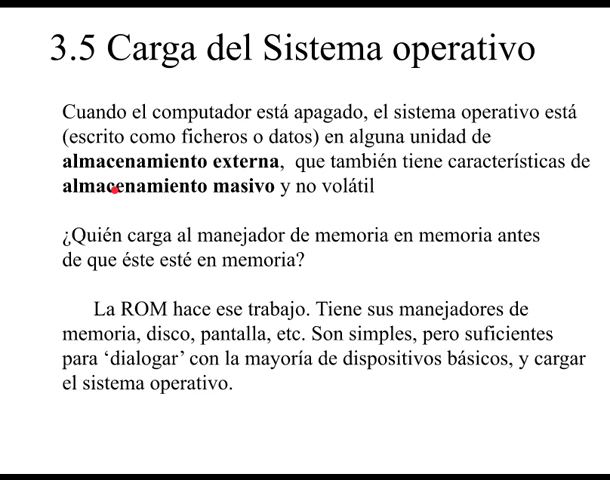 3.5 Carga del Sistema operativo
Cuando el computador está apagado, el sistema operativo está
(escrito como ficheros o datos) en alguna unidad de
almacenamiento externa, que también tiene características de
almacenamiento masivo y no volátil
¿Quién carga al manejador de memoria en memoria antes
de que éste esté en memoria?
La ROM hace ese trabajo. Tiene sus manejadores de
memoria, disco, pantalla, etc. Son simples, pero suficientes
para ‘dialogar’ con la mayoría de dispositivos básicos, y cargar
el sistema operativo.